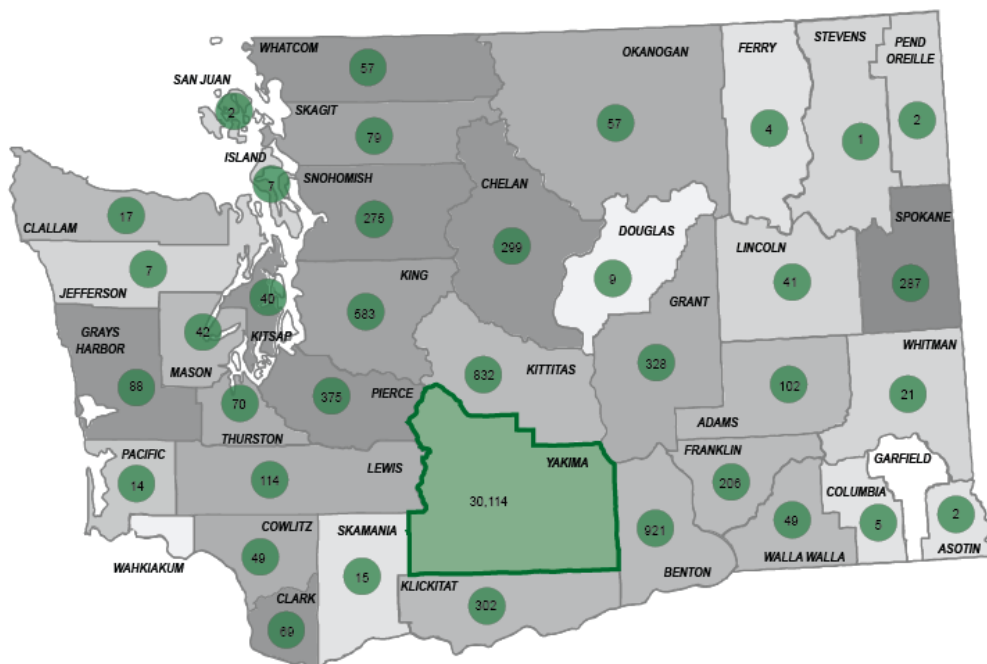 WHATCOM
57
OKANOGAN
57
FERRY
4
STEVENS
1
PEND
OREILLE
2
SAN JUAN
2
SKAGIT
79
ISLAND
7
SNOHOMISH
275
CHELAN
299
DOUGLAS
9
SPOKANE
287
CLALLAM
17
LINCOLN
41
JEFFERSON
7
KING
583
GRANT
328
KITSAP
40
GRAYS
HARBOR
88
MASON
42
KITTITAS
832
WHITMAN
21
PIERCE
375
ADAMS
102
THURSTON
70
PACIFIC
14
LEWIS
114
YAKIMA
30,114
FRANKLIN
206
GARFIELD
COLUMBIA
5
ASOTIN
2
WAHKIAKUM
COWLITZ
49
SKAMANIA
15
BENTON
921
WALLA WALLA
49
CLARK
69
KLICKITAT
302